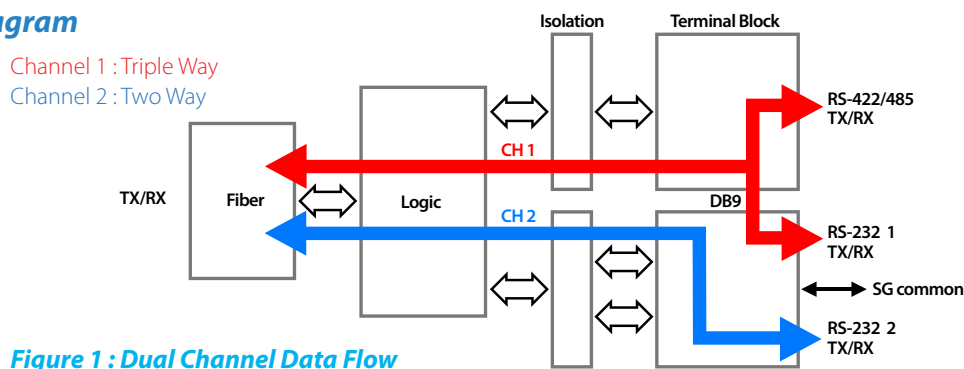 agram
Channel 1 : Triple Way
Channel 2 : Two Way
Isolation
Terminal Block
RS-422/485
TX/RX
CH 1
TX/RX
Fiber
Logic
DB9
CH 2
RS-232 1
TX/RX
SG common
RS-232 2
TX/RX
Figure 1 : Dual Channel Data Flow